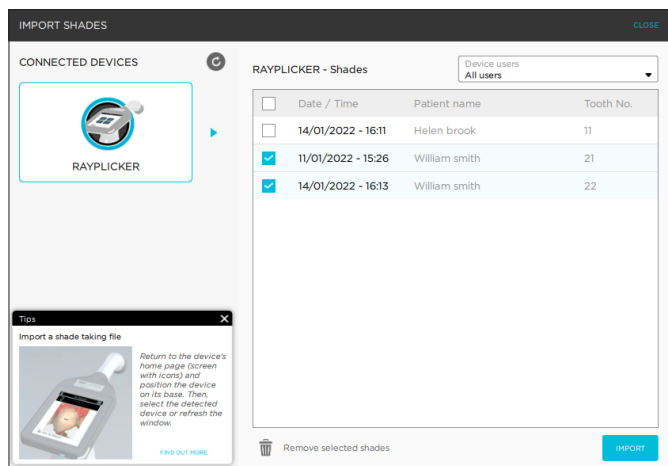 IMPORT SHADES
CLOSE
CONNECTED DEVICES
RAYPLICKER
RAYPLICKER - Shades
Device users
All users
Date / Time Patient name Tooth No.
14/01/2022 - 16:11 Helen brook 11
11/01/2022 - 15:26 William smith 21
14/01/2022 - 16:13 William smith 22
Tips
Import a shade taking file
Return to the device's
home page (screen
with icons) and
position the device
on its base. Then,
select the detected
device or refresh the
window.
FIND OUT MORE
Remove selected shades
IMPORT